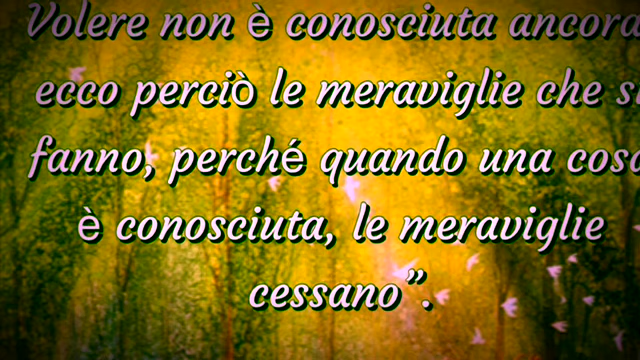 Volere non è conosciuta ancora
ecco perciò le meraviglie che si
fanno, perché quando una cosa
è conosciuta, le meraviglie
cessano”.